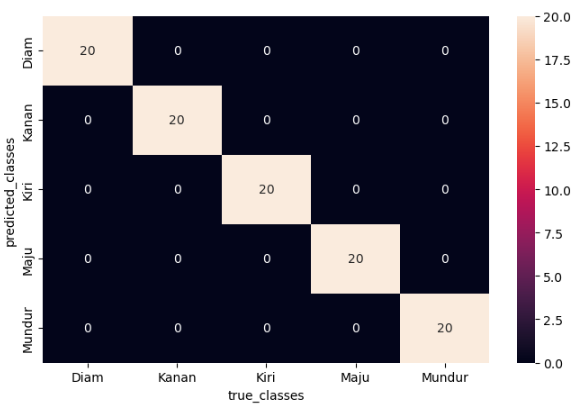 predicted_classes
Diam 20 0 0 0 0
Kanan 0 20 0 0 0
Kiri 0 0 20 0 0
Maju 0 0 0 20 0
Mundur 0 0 0 0 20
Diam Kanan Kiri Maju Mundur
true_classes
20.0
17.5
15.0
12.5
10.0
7.5
5.0
2.5
0.0